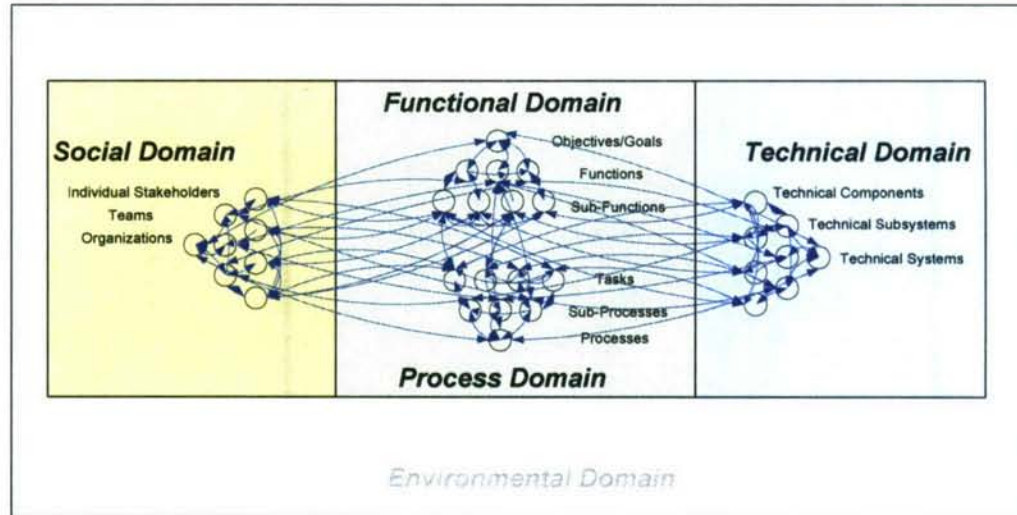 Functional Domain
Social Domain
Technical Domain
Objectives/Goals
Functions
Sub-Functions
Individual Stakeholders
Teams
Organizations
Technical Components
Technical Subsystems
Technical Systems
Tasks
Sub-Processes
Processes
Process Domain
Environmental Domain